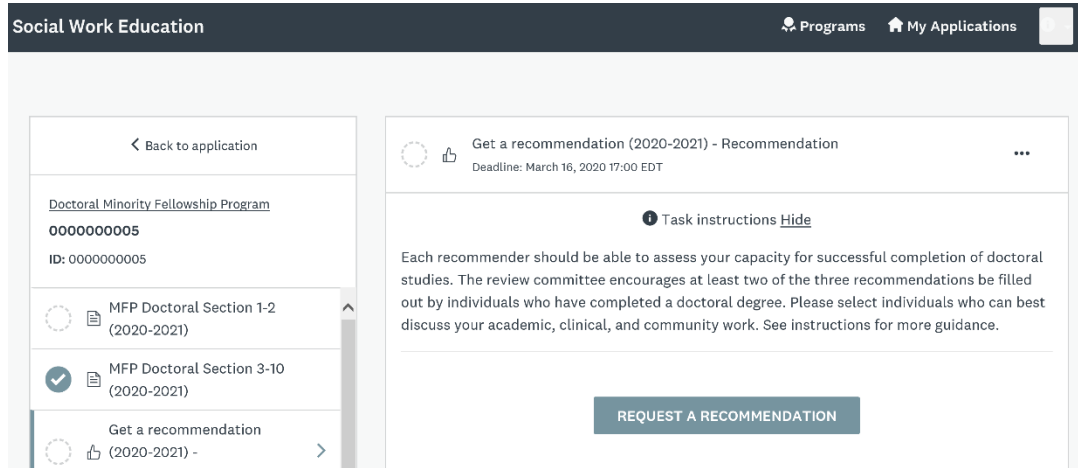 Social Work Education
Programs
My Applications
Back to application
Doctoral Minority Fellowship Program
0000000005
ID: 0000000005
MFP Doctoral Section 1-2
(2020-2021)
MFP Doctoral Section 3-10
(2020-2021)
Get a recommendation
(2020-2021) -
Get a recommendation (2020-2021) - Recommendation
Deadline: March 16, 2020 17:00 EDT
Task instructions Hide
Each recommender should be able to assess your capacity for successful completion of doctoral
studies. The review committee encourages at least two of the three recommendations be filled
out by individuals who have completed a doctoral degree. Please select individuals who can best
discuss your academic, clinical, and community work. See instructions for more guidance.
REQUEST A RECOMMENDATION